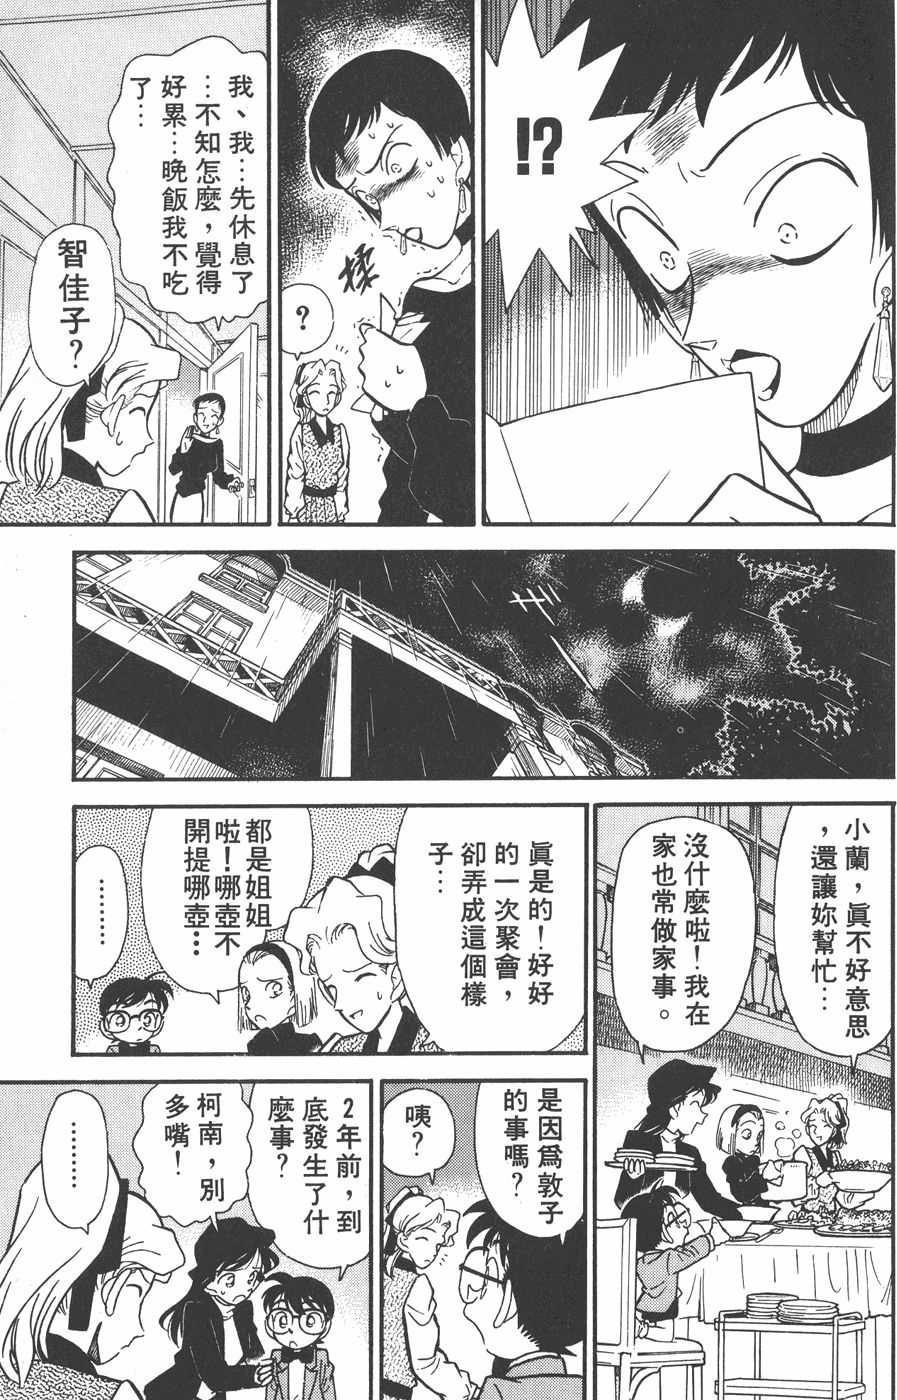 !?
揉
?
我、我…先休息了
…不知怎麼，覺得
好累…晚飯我不吃
了…
智佳子?
小蘭，眞不好意思
，還讓妳幫忙…
沒什麼啦!我在
家也常做家事。
眞是的!好好
的一次聚會，
卻弄成這個樣
子…
都是姐姐
啦!哪壺不
開提哪壺…
………
是因爲敦子
的事嗎?
咦?
2年前，到
底發生了什
麼事?
柯南，別
多嘴!
………